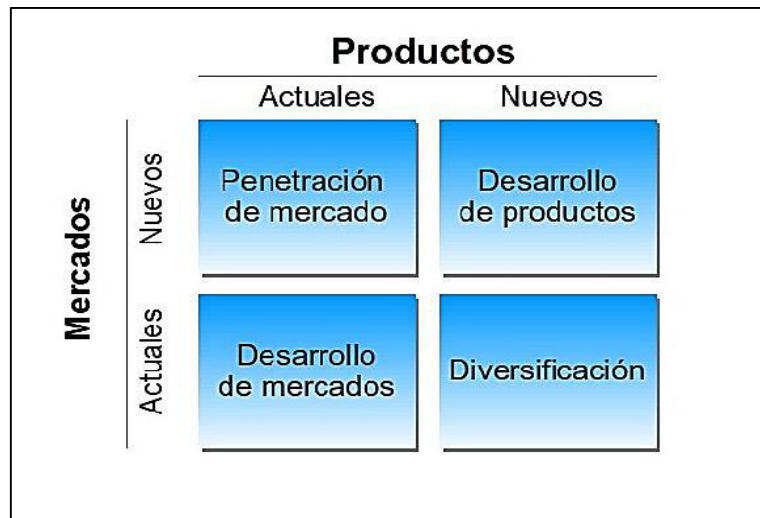 Productos
Actuales
Nuevos
Mercados
Nuevos
Penetración
de mercado
Desarrollo
de productos
Actuales
Desarrollo
de mercados
Diversificación